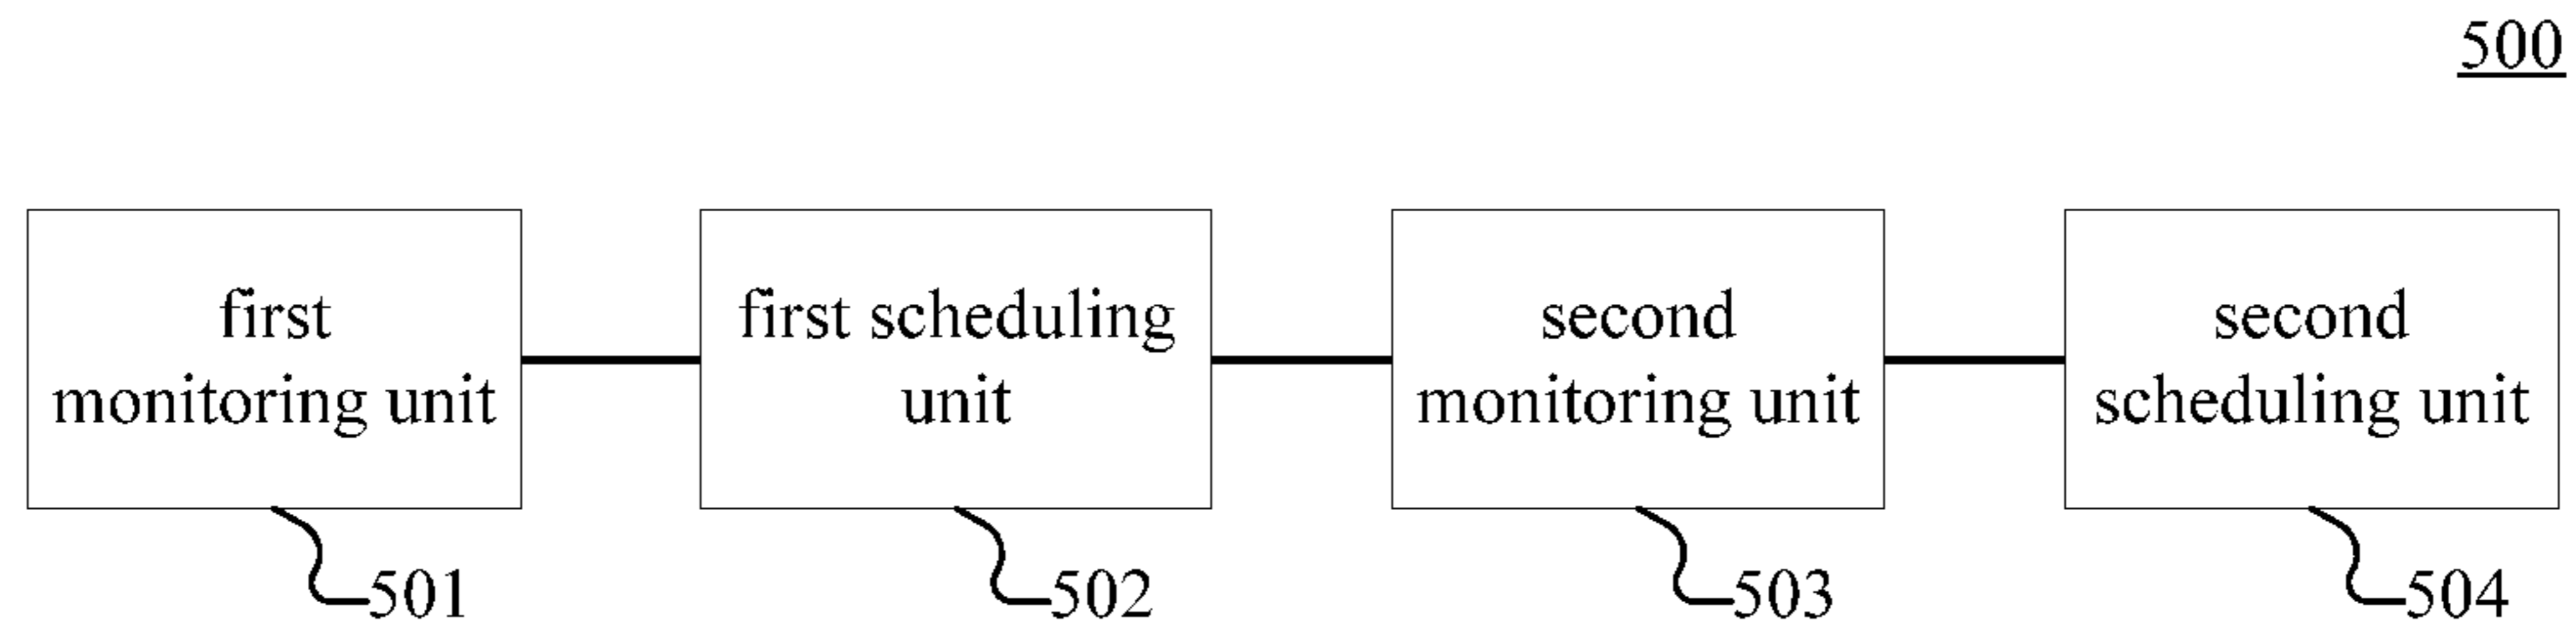 500
first
monitoring unit
first scheduling
unit
second
monitoring unit
second
scheduling unit
501
502
503
504